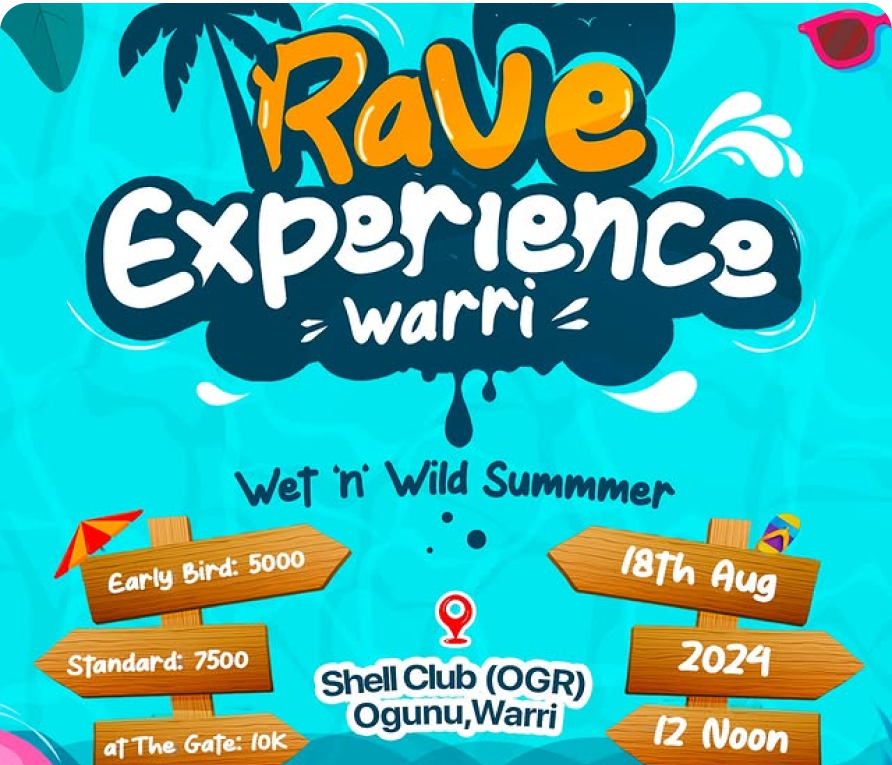 Rave
Experience
warri
Wet 'n' Wild Summmer
Early Bird: 5000
Standard: 7500
at The Gate: 10K
18th Aug
2024
12 Noon
Shell Club (OGR)
Ogunu,Warri